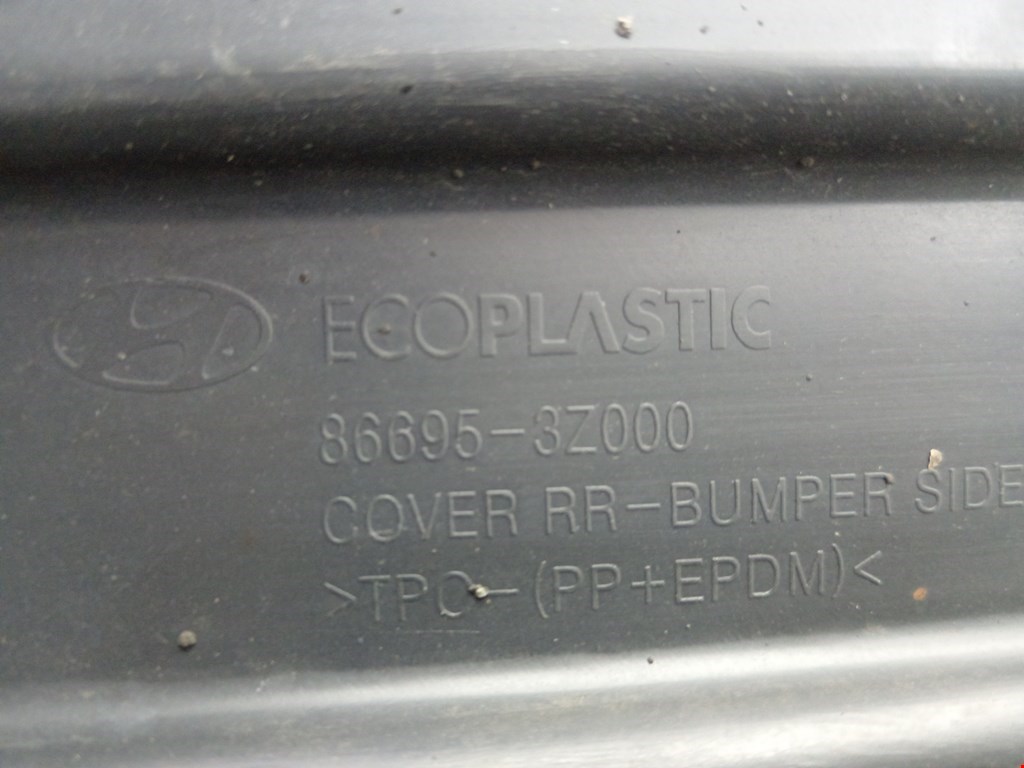 ECOPLASTIC
86695-3Z000
COVER RR-BUMPER SIDE
>TPO-(PP+EPDM)<